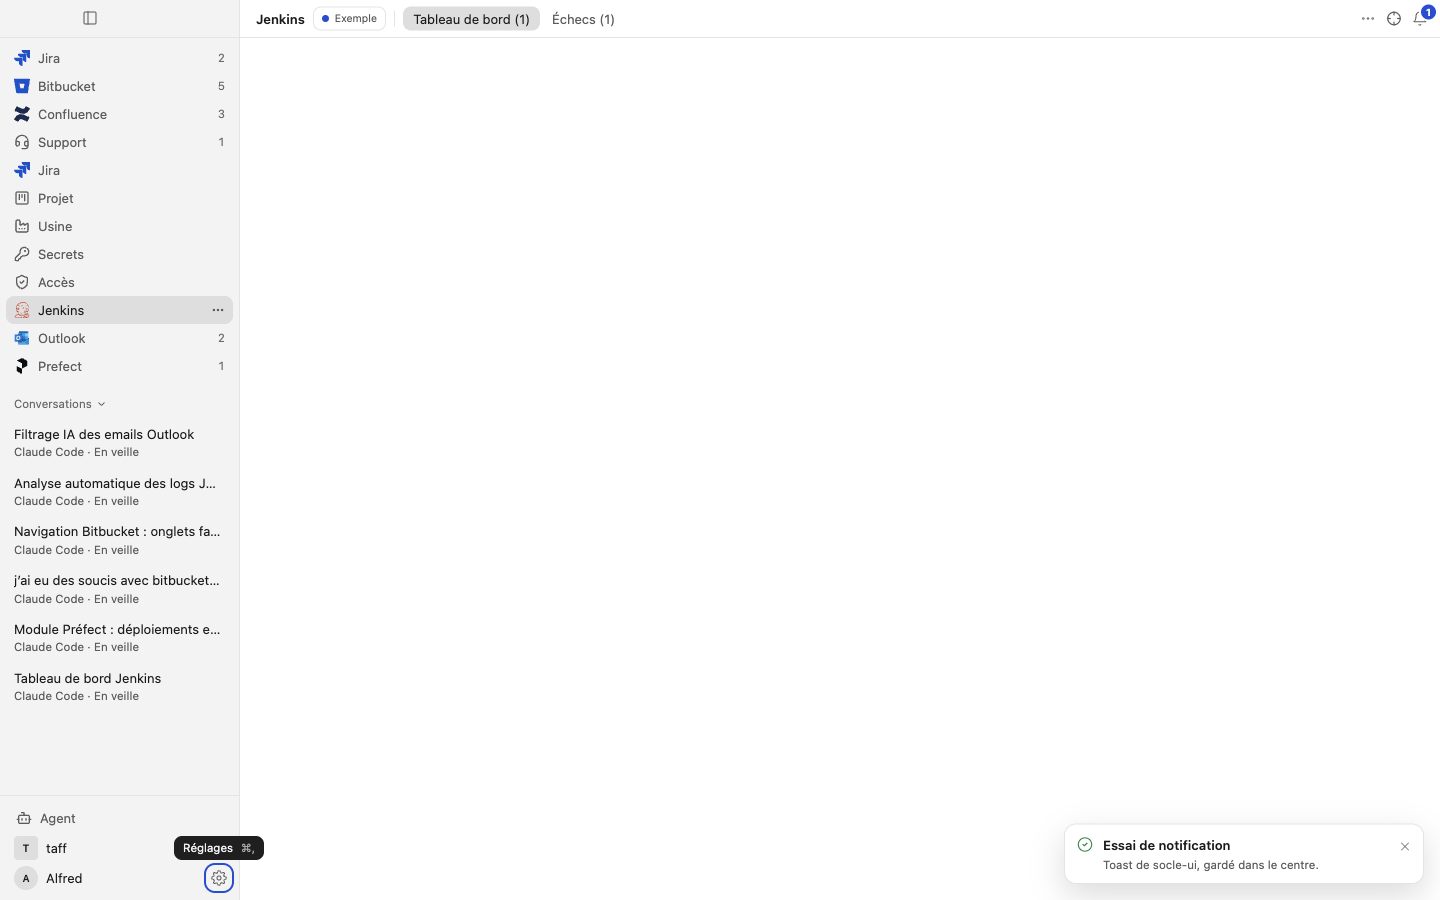 Jenkins
Exemple
Tableau de bord (1)
Échecs (1)
1
Jira 2
Bitbucket 5
Confluence 3
Support 1
Jira
Projet
Usine
Secrets
Accès
Jenkins
Outlook 2
Prefect 1
Conversations
Filtrage IA des emails Outlook
Claude Code · En veille
Analyse automatique des logs J...
Claude Code · En veille
Navigation Bitbucket : onglets fa...
Claude Code · En veille
j'ai eu des soucis avec bitbucket...
Claude Code · En veille
Module Préfect : déploiements e...
Claude Code · En veille
Tableau de bord Jenkins
Claude Code · En veille
Agent
T taff
Réglages ⌘,
A Alfred
Essai de notification
Toast de socle-ui, gardé dans le centre.